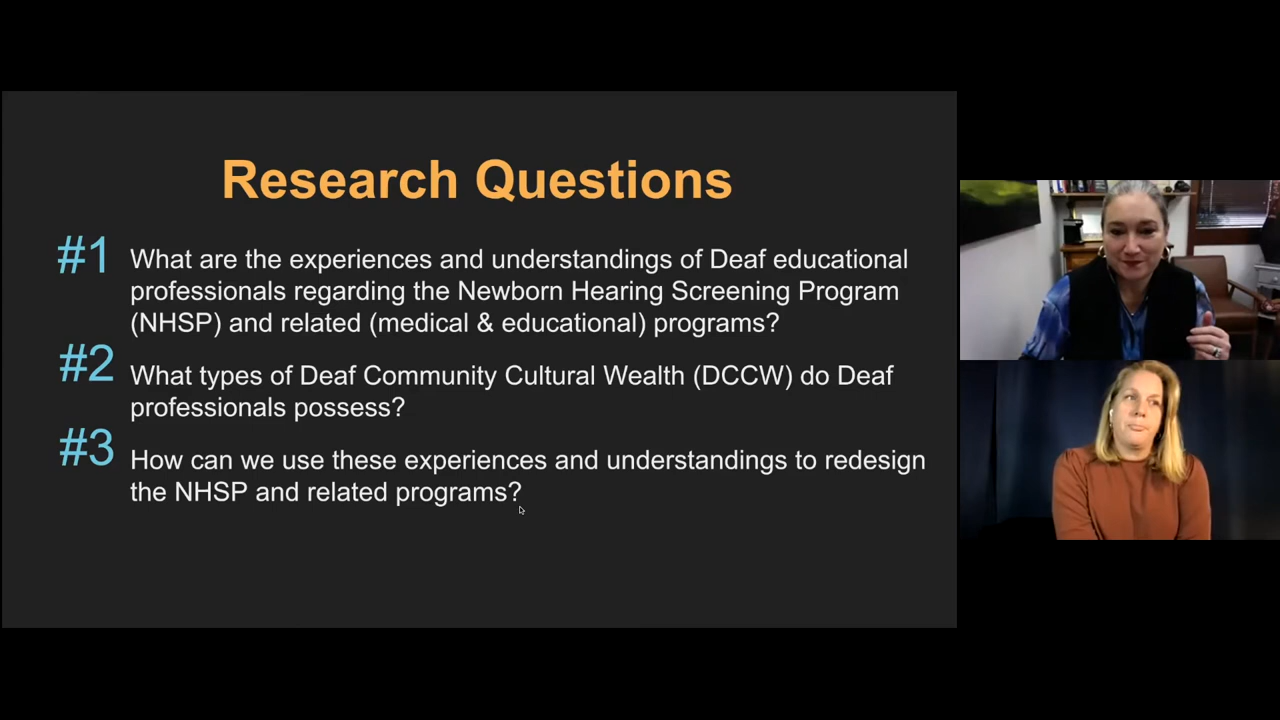 Research Questions
#1
What are the experiences and understandings of Deaf educational
professionals regarding the Newborn Hearing Screening Program
(NHSP) and related (medical & educational) programs?
#2
What types of Deaf Community Cultural Wealth (DCCW) do Deaf
professionals possess?
#3
How can we use these experiences and understandings to redesign
the NHSP and related programs?